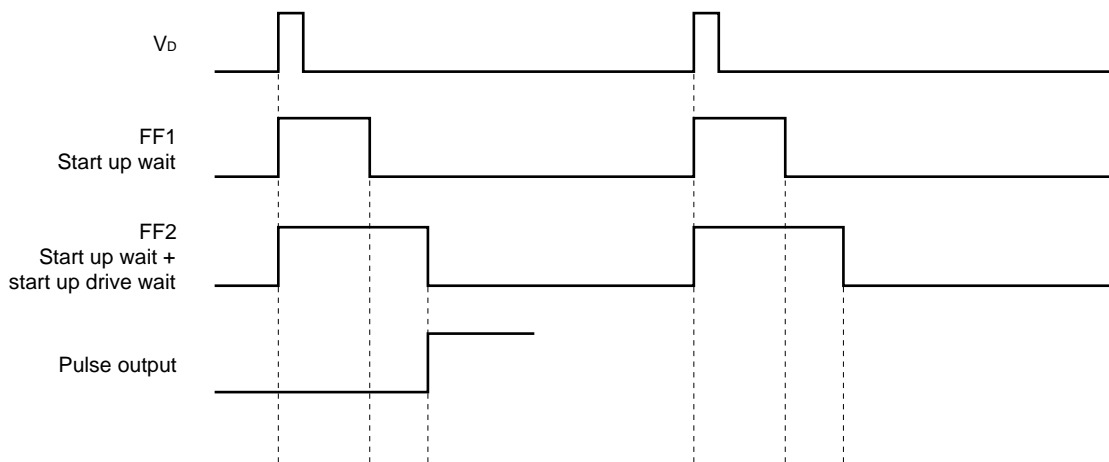 VD
FF1
Start up wait
FF2
Start up wait +
start up drive wait
Pulse output